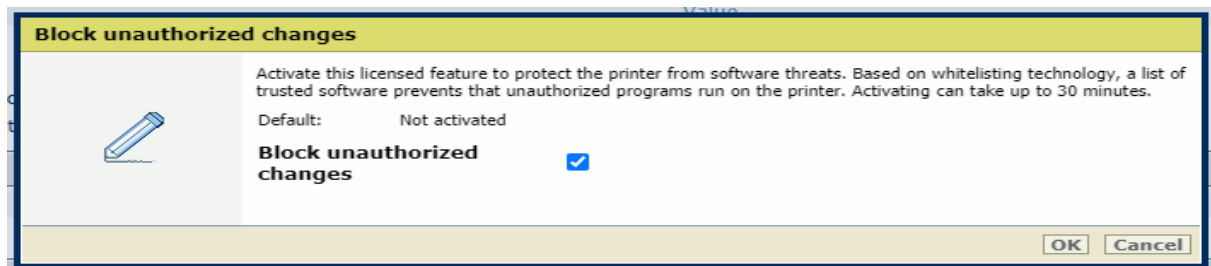 Value
Block unauthorized changes
Activate this licensed feature to protect the printer from software threats. Based on whitelisting technology, a list of
trusted software prevents that unauthorized programs run on the printer. Activating can take up to 30 minutes.
Default: Not activated
Block unauthorized
changes
OK Cancel